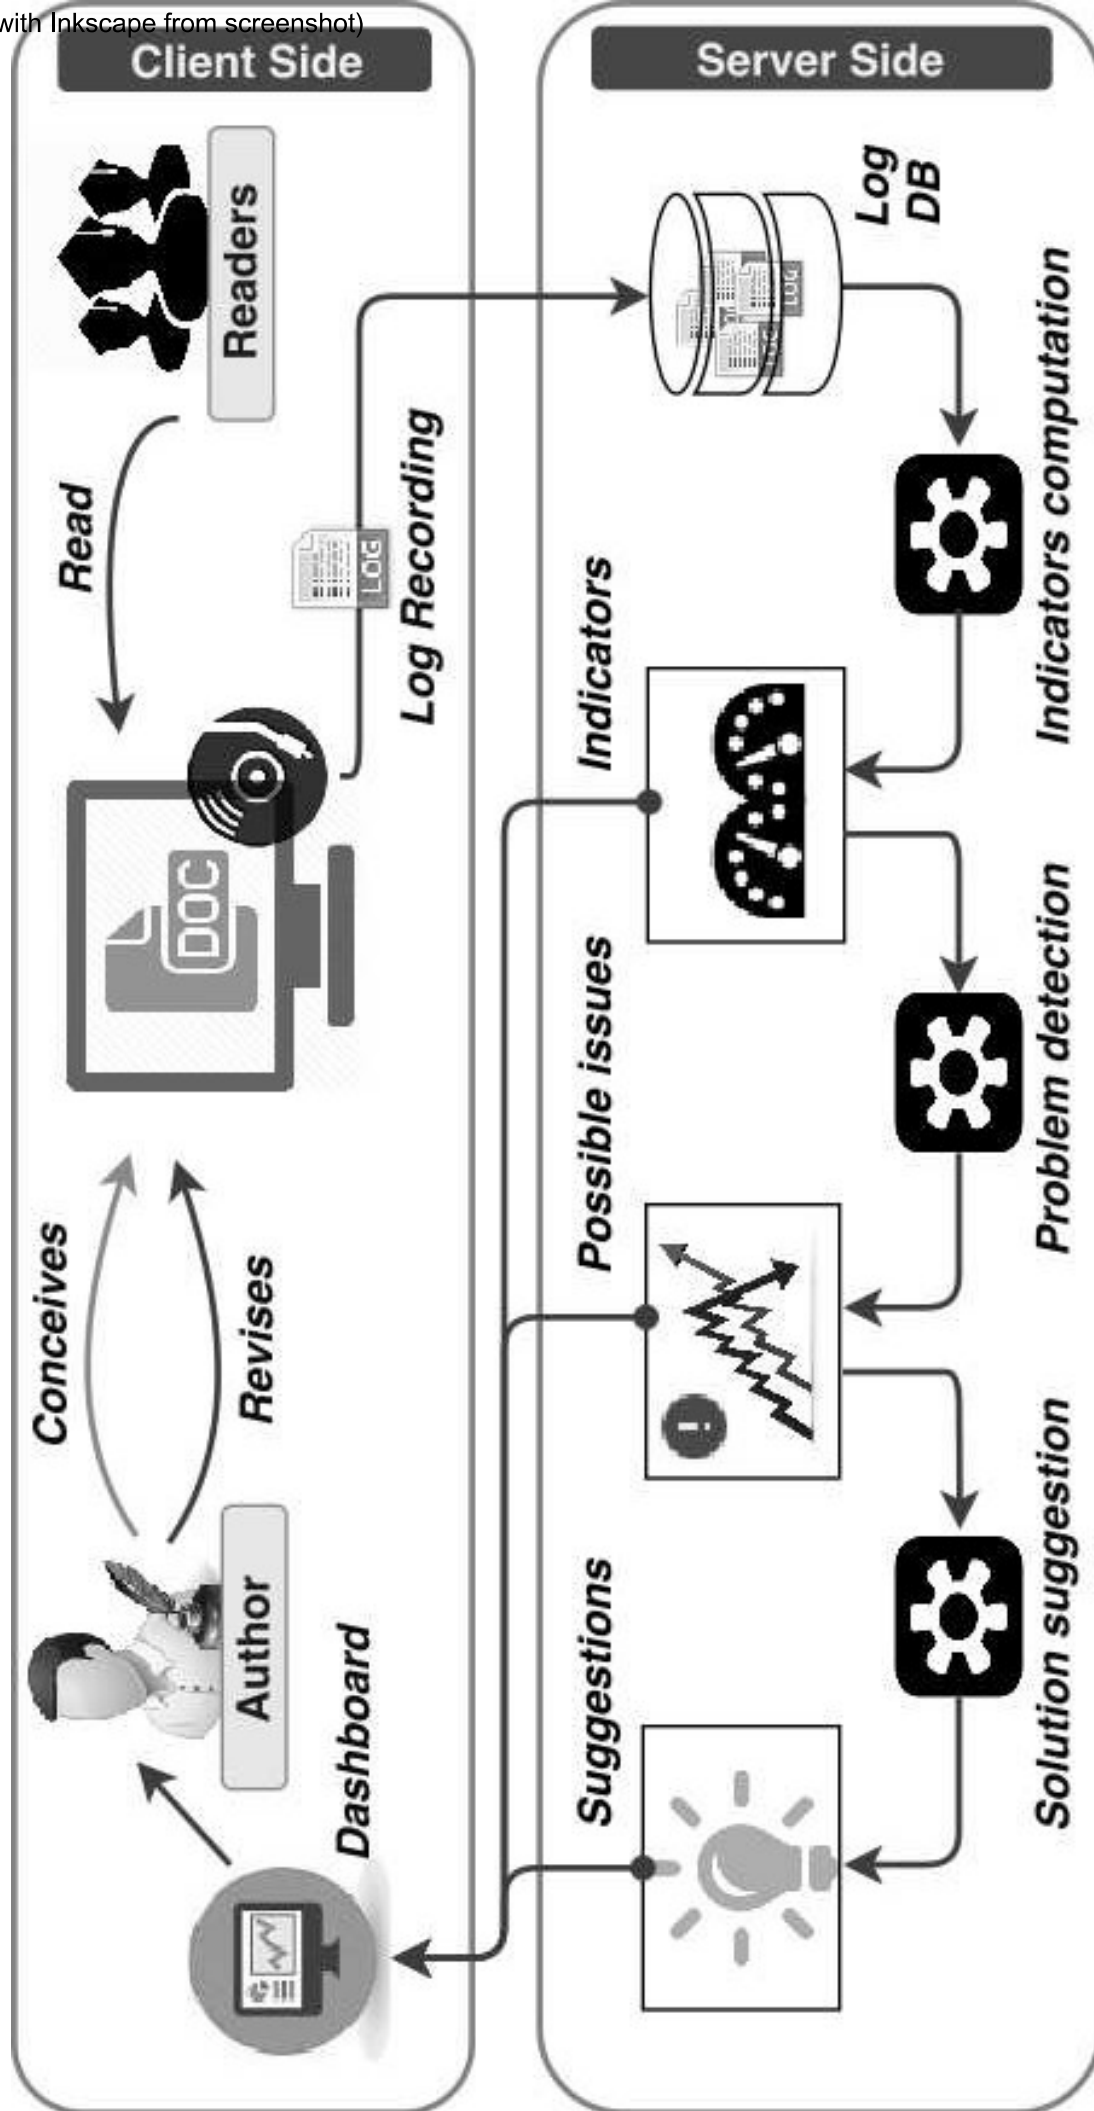 with Inkscape from screenshot)
Client Side
Readers
Read
Log Recording
LOG
DOC
Conceives
Revises
Author
Dashboard
Server Side
Log
DB
LOG
Indicators computation
Indicators
Problem detection
Possible issues
Solution suggestion
Suggestions